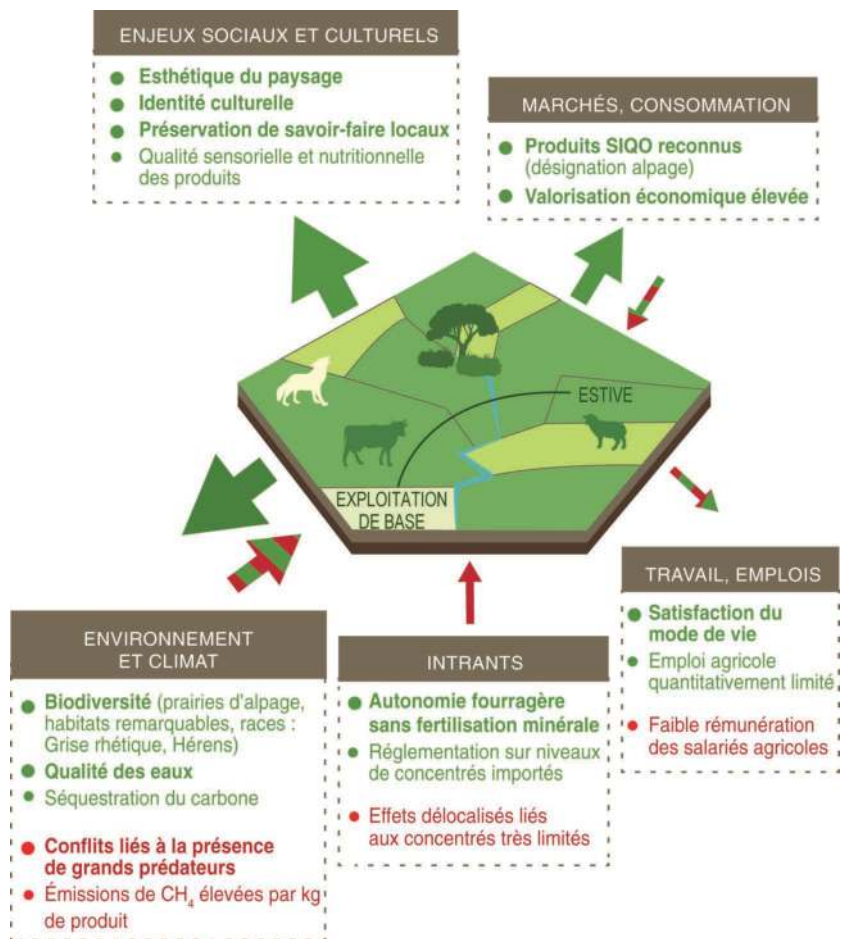 ENJEUX SOCIAUX ET CULTURELS
Esthétique du paysage
Identité culturelle
Préservation de savoir-faire locaux
Qualité sensorielle et nutritionnelle
des produits
MARCHÉS, CONSOMMATION
Produits SIQO reconnus
(désignation alpage)
Valorisation économique élevée
ESTIVE
EXPLOITATION
DE BASE
ENVIRONNEMENT
ET CLIMAT
Biodiversité (prairies d'alpage,
habitats remarquables, races :
Grise rhétique, Hérens)
Qualité des eaux
Séquestration du carbone
Conflits liés à la présence
de grands prédateurs
Émissions de CH₄ élevées par kg
de produit
INTRANTS
Autonomie fourragère
sans fertilisation minérale
Réglementation sur niveaux
de concentrés importés
Effets délocalisés liés
aux concentrés très limités
TRAVAIL, EMPLOIS
Satisfaction du
mode de vie
Emploi agricole
quantitativement limité
Faible rémunération
des salariés agricoles